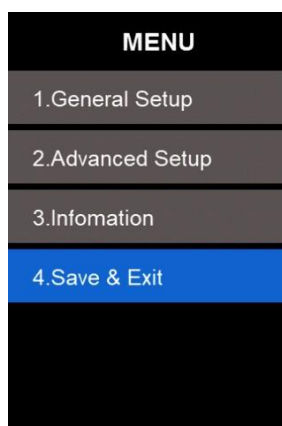 MENU
1.General Setup
2.Advanced Setup
3.Infomation
4.Save & Exit